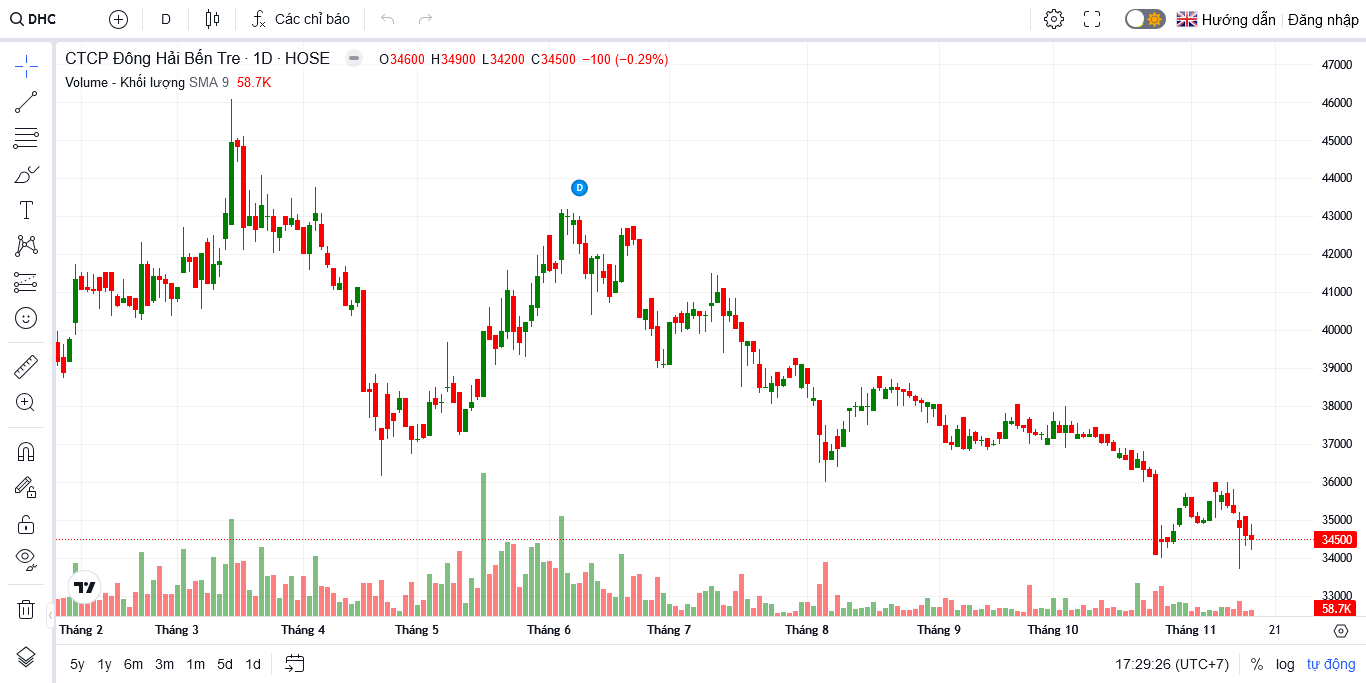 DHC D Các chỉ báo Hướng dẫn Đăng nhập
CTCP Đông Hải Bến Tre · 1D · HOSE O34600 H34900 L34200 C34500 −100 (−0.29%)
Volume - Khối lượng SMA 9 58.7K
D
47000
46000
45000
44000
43000
42000
41000
40000
39000
38000
37000
36000
35000
34500
34000
33000
58.7K
Tháng 2 Tháng 3 Tháng 4 Tháng 5 Tháng 6 Tháng 7 Tháng 8 Tháng 9 Tháng 10 Tháng 11 21
5y 1y 6m 3m 1m 5d 1d 17:29:26 (UTC+7) % log tự động